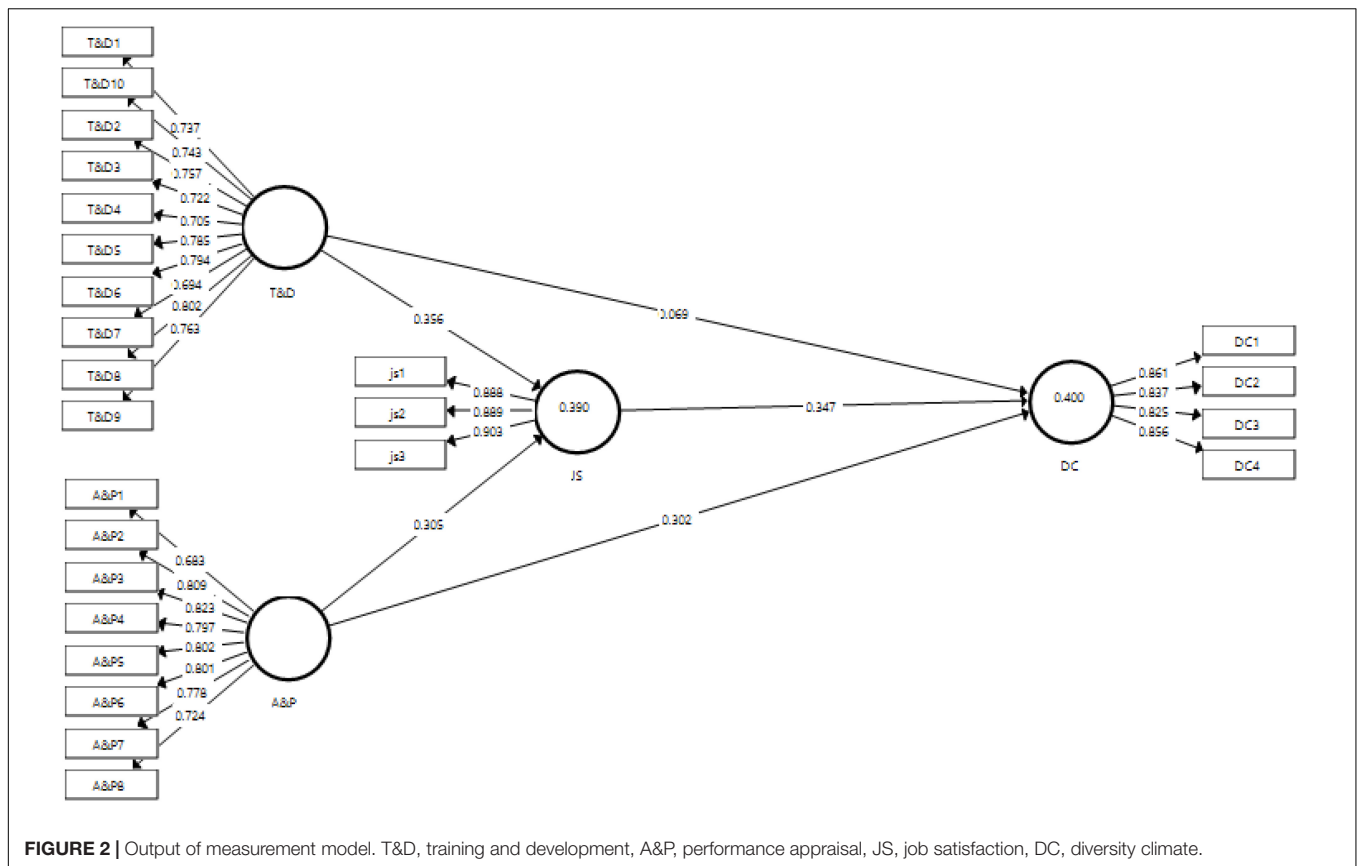 T&D1
T&D10
T&D2
T&D3
T&D4
T&D5
T&D6
T&D7
T&D8
T&D9
0.737
0.743
0.757
0.722
0.705
0.785
0.794
0.694
0.802
0.763
T&D
0.356
0.069
js1
js2
js3
0.888
0.889
0.903
0.390
JS
0.347
0.400
DC
0.861
0.837
0.825
0.856
DC1
DC2
DC3
DC4
0.305
0.302
A&P1
A&P2
A&P3
A&P4
A&P5
A&P6
A&P7
A&P8
0.683
0.809
0.823
0.797
0.802
0.801
0.778
0.724
A&P
FIGURE 2 | Output of measurement model. T&D, training and development, A&P, performance appraisal, JS, job satisfaction, DC, diversity climate.